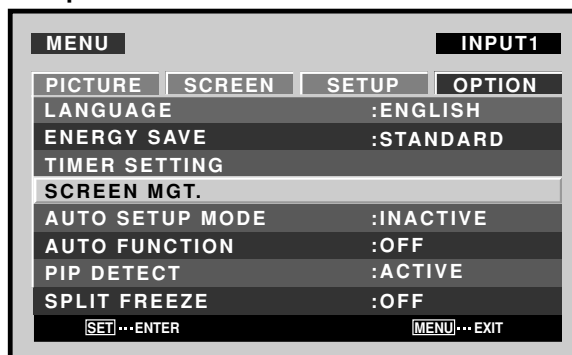 MENU INPUT1
PICTURE SCREEN SETUP OPTION
LANGUAGE :ENGLISH
ENERGY SAVE :STANDARD
TIMER SETTING
SCREEN MGT.
AUTO SETUP MODE :INACTIVE
AUTO FUNCTION :OFF
PIP DETECT :ACTIVE
SPLIT FREEZE :OFF
SET···ENTER MENU···EXIT